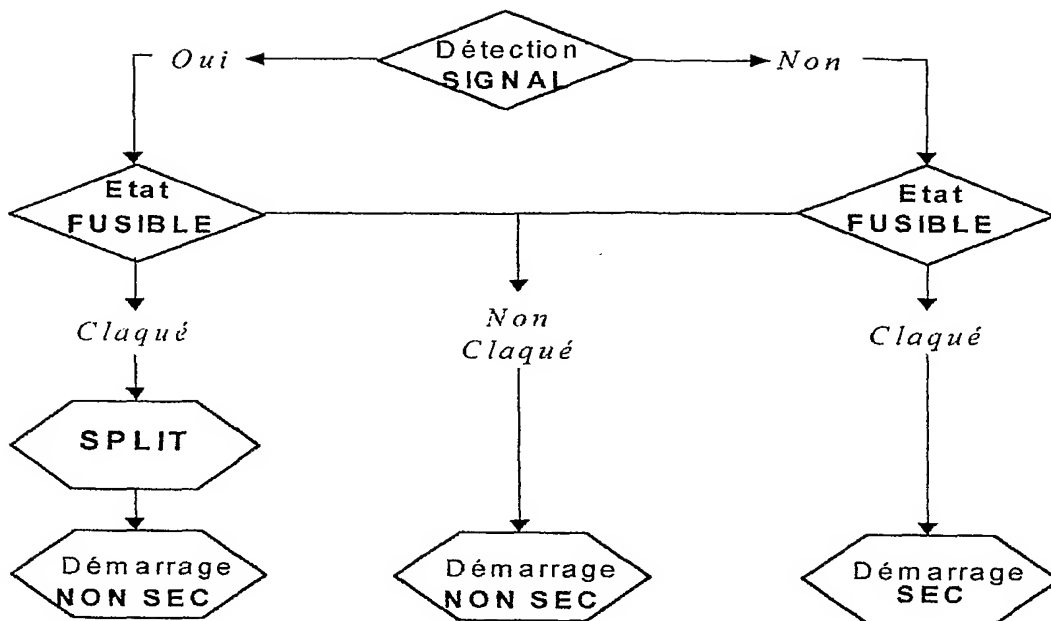 Détection
SIGNAL
Oui
Non
Etat
FUSIBLE
Etat
FUSIBLE
Claqué
Non
Claqué
Claqué
SPLIT
Démarrage
NON SEC
Démarrage
NON SEC
Démarrage
SEC